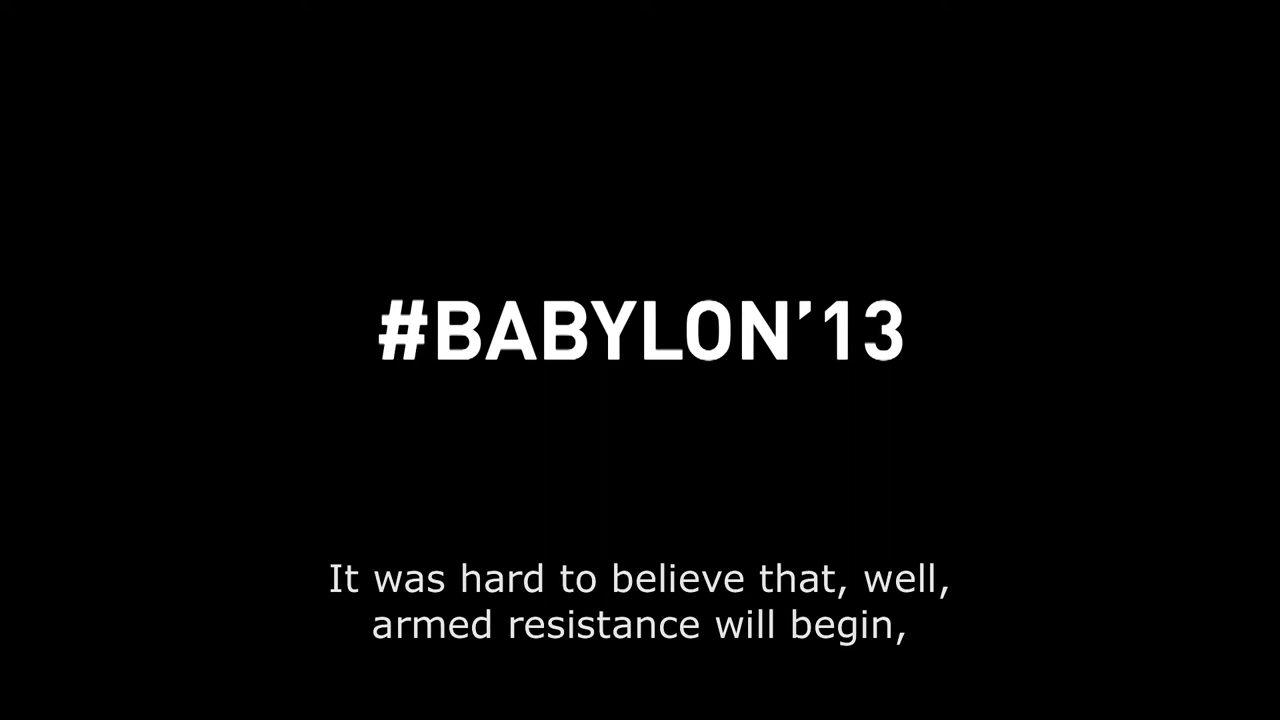 #BABYLON’13
It was hard to believe that, well,
armed resistance will begin,